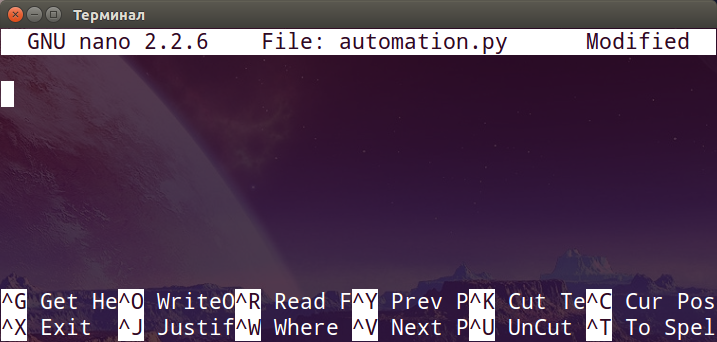 Терминал
GNU nano 2.2.6 File: automation.py Modified
^G Get He^O WriteO^R Read F^Y Prev P^K Cut Te^C Cur Pos
^X Exit ^J Justif^W Where ^V Next P^U UnCut ^T To Spel